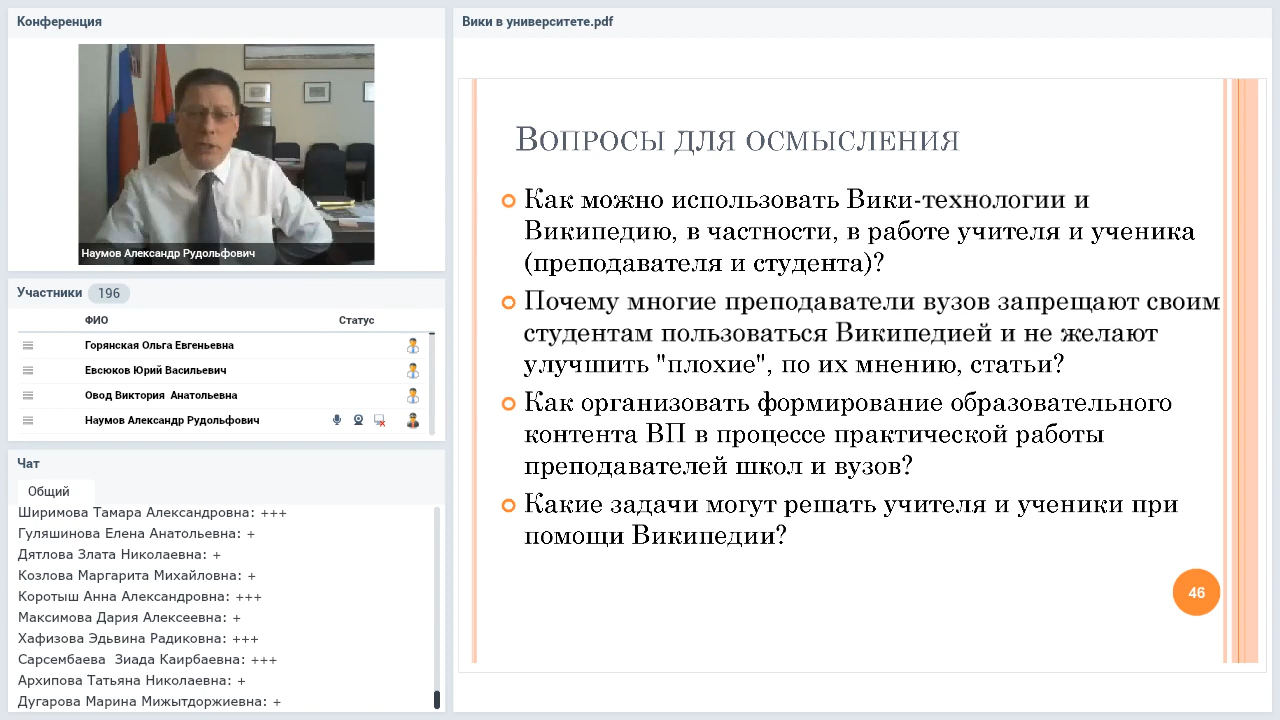 Конференция
Наумов Александр Рудольфович
Участники 196
ФИО Статус
Горянская Ольга Евгеньевна
Евсюков Юрий Васильевич
Овод Виктория Анатольевна
Наумов Александр Рудольфович
Чат
Общий
Ширимова Тамара Александровна: +++
Гуляшинова Елена Анатольевна: +
Дятлова Злата Николаевна: +
Козлова Маргарита Михайловна: +
Коротыш Анна Александровна: +++
Максимова Дария Алексеевна: +
Хафизова Эдьвина Радиковна: +++
Сарсембаева Зиада Каирбаевна: +++
Архипова Татьяна Николаевна: +
Дугарова Марина Мижытдоржиевна: +
Вики в университете.pdf
Вопросы для осмысления
Как можно использовать Вики-технологии и
Википедию, в частности, в работе учителя и ученика
(преподавателя и студента)?
Почему многие преподаватели вузов запрещают своим
студентам пользоваться Википедией и не желают
улучшить "плохие", по их мнению, статьи?
Как организовать формирование образовательного
контента ВП в процессе практической работы
преподавателей школ и вузов?
Какие задачи могут решать учителя и ученики при
помощи Википедии?
46